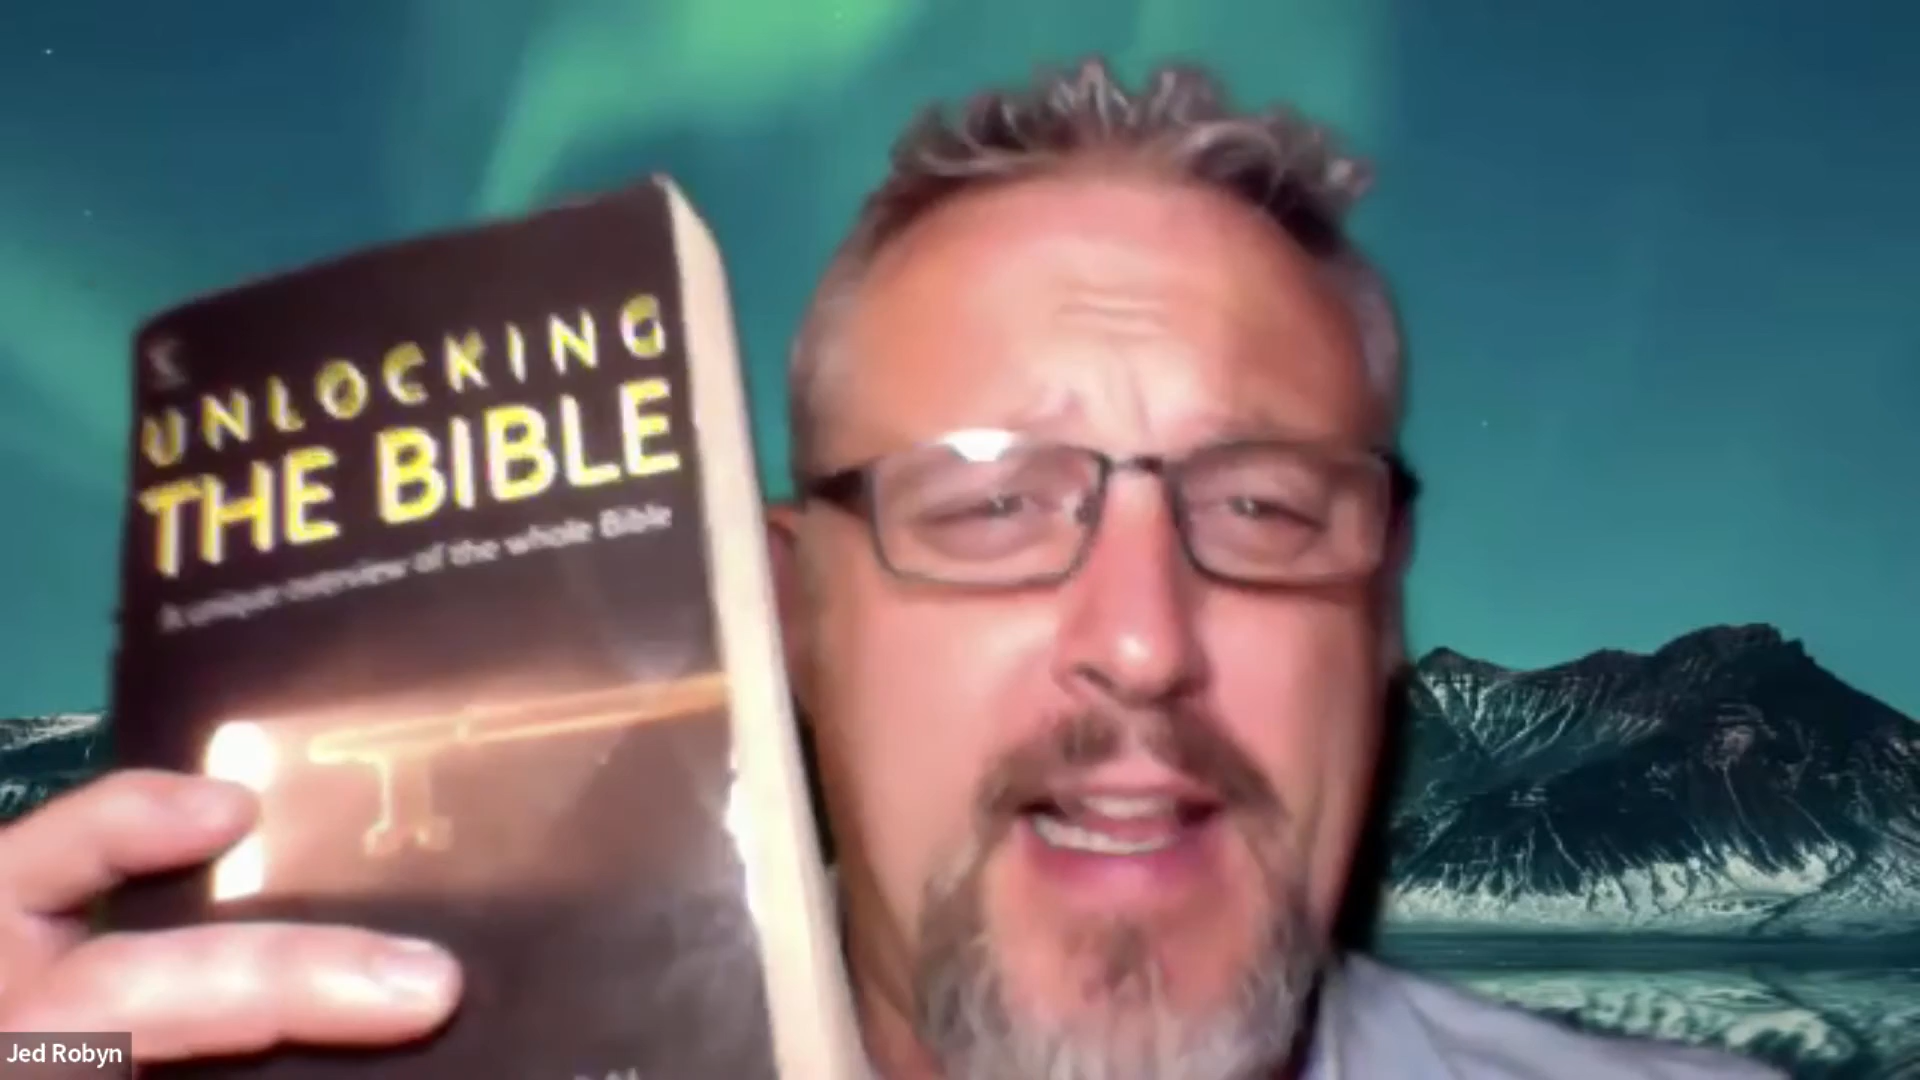 UNLOCKING
THE BIBLE
A unique overview of the whole Bible
Jed Robyn